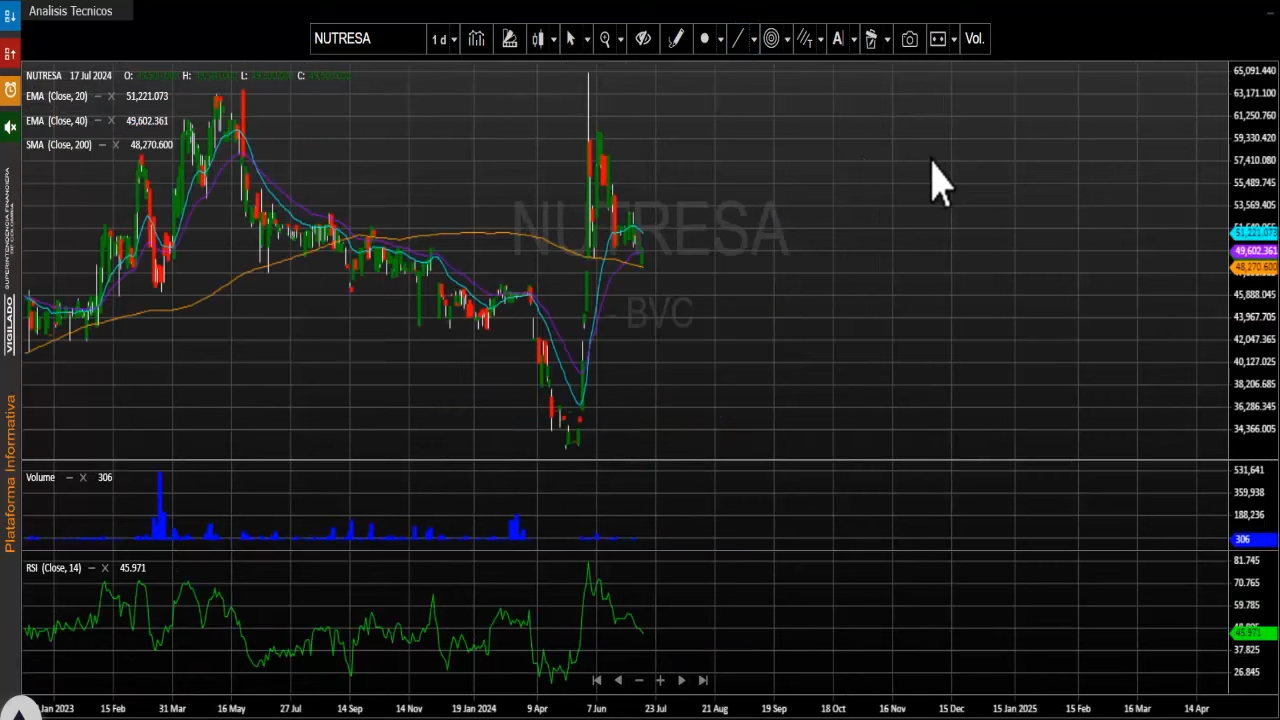 Analisis Tecnicos
NUTRESA 1 d T A Vol.
NUTRESA 17 Jul 2024 O: H: L: C:
EMA (Close, 20) 51,221.073
EMA (Close, 40) 49,602.361
SMA (Close, 200) 48,270.600
NUTRESA
- BVC
65,091.440
63,171.100
61,250.760
59,330.420
57,410.080
55,489.745
53,569.405
51,221.073
49,602.361
48,270.600
45,888.045
43,967.705
42,047.365
40,127.025
38,206.685
36,286.345
34,366.005
Volume 306
531,641
359,938
188,236
306
RSI (Close, 14) 45.971
81.745
70.765
59.785
45.971
37.825
26.845
Jan 2023 15 Feb 31 Mar 16 May 27 Jul 14 Sep 14 Nov 19 Jan 2024 9 Apr 7 Jun 23 Jul 21 Aug 19 Sep 18 Oct 16 Nov 15 Dec 15 Jan 2025 15 Feb 16 Mar 14 Apr
VIGILADO
SUPERINTENDENCIA FINANCIERA
DE COLOMBIA
Plataforma Informativa